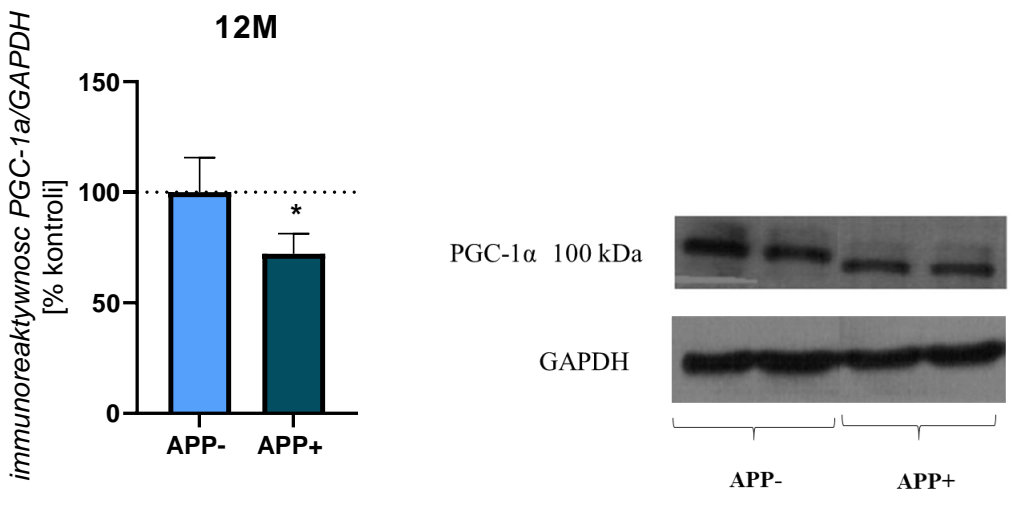 12M
immunoreaktywnosc PGC-1a/GAPDH
[% kontroli]
150
100
50
0
*
APP-
APP+
PGC-1α 100 kDa
GAPDH
APP-
APP+